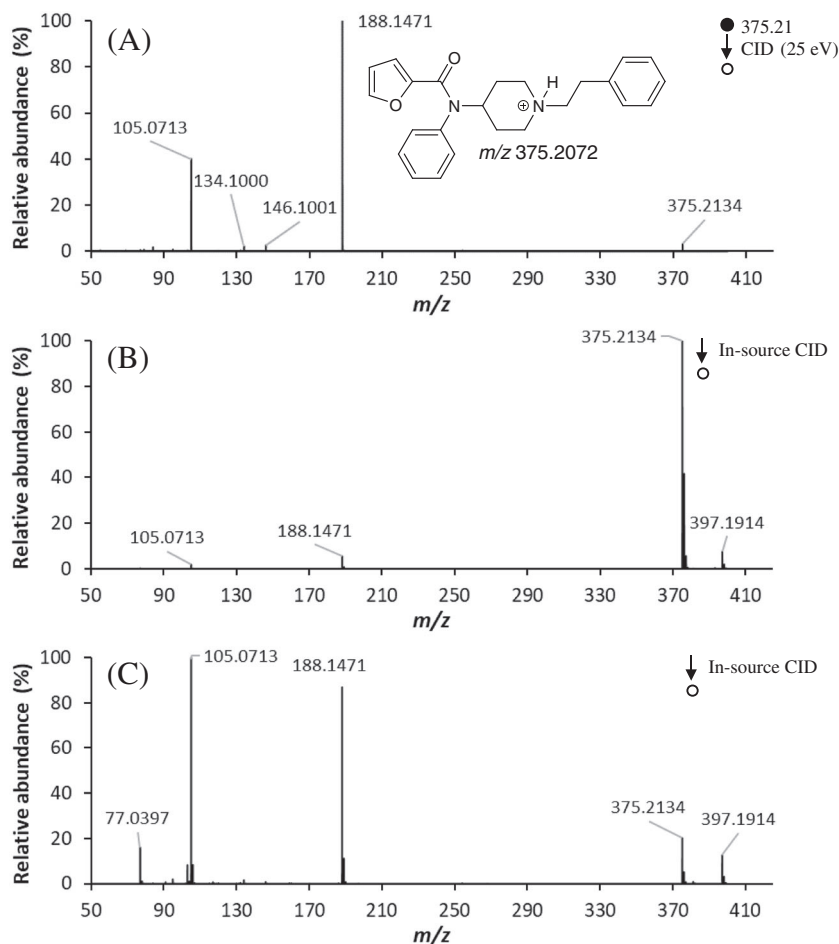 (A)
188.1471
375.21
CID (25 eV)
Relative abundance (%)
100
80
60
40
20
0
105.0713
134.1000
146.1001
375.2134
O
O
N
H
N
⊕
m/z 375.2072
50 90 130 170 210 250 290 330 370 410
m/z
(B)
375.2134
In-source CID
Relative abundance (%)
100
80
60
40
20
0
105.0713
188.1471
397.1914
50 90 130 170 210 250 290 330 370 410
m/z
(C)
105.0713
188.1471
In-source CID
Relative abundance (%)
100
80
60
40
20
0
77.0397
375.2134
397.1914
50 90 130 170 210 250 290 330 370 410
m/z